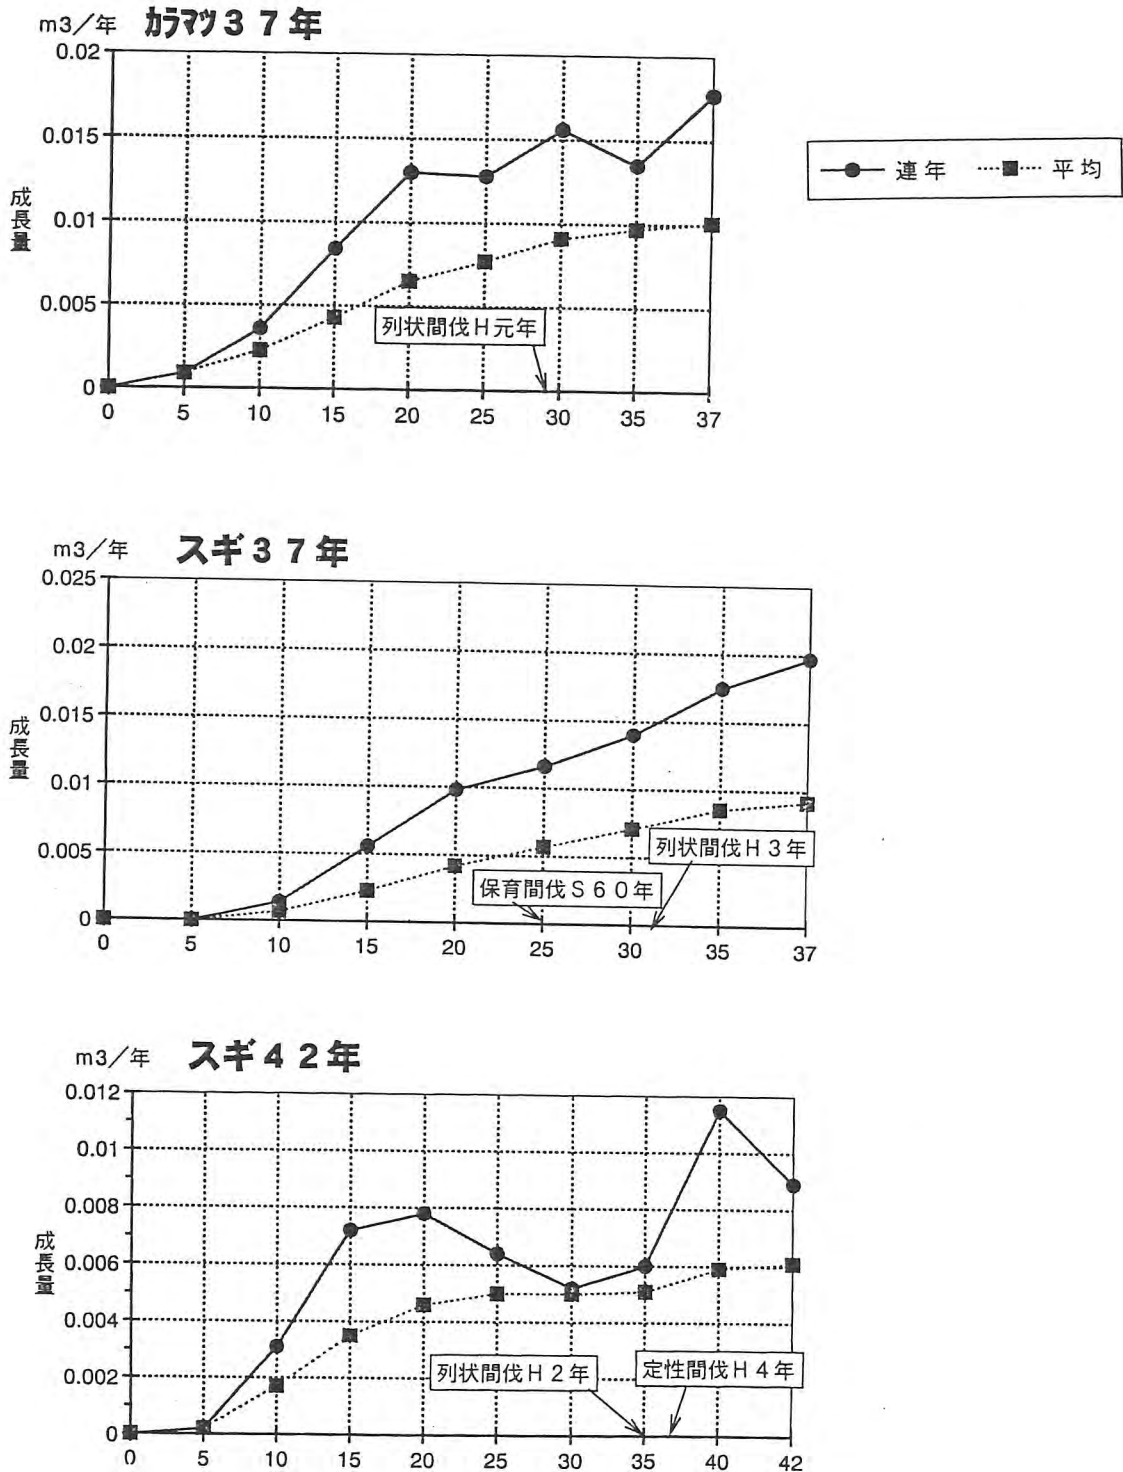 m3／年 ｶﾗﾏﾂ３７年
0.02
0.015
0.01
0.005
0
成長量
列状間伐Ｈ元年
0 5 10 15 20 25 30 35 37
連年 平均
m3／年 スギ３７年
0.025
0.02
0.015
0.01
0.005
0
成長量
列状間伐Ｈ３年
保育間伐Ｓ６０年
0 5 10 15 20 25 30 35 37
m3／年 スギ４２年
0.012
0.01
0.008
0.006
0.004
0.002
0
成長量
列状間伐Ｈ２年
定性間伐Ｈ４年
0 5 10 15 20 25 30 35 40 42